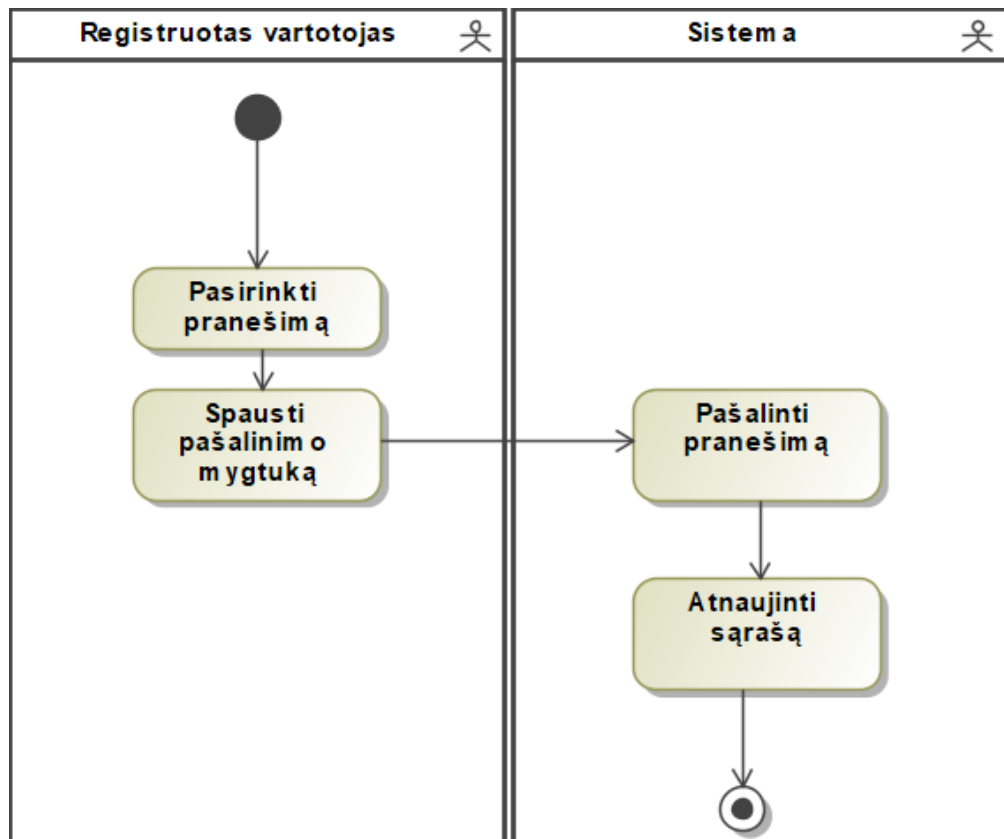 Registruotas vartotojas
Sistema
Pasirinkti
pranešimą
Spausti
pašalinimo
mygtuką
Pašalinti
pranešimą
Atnaujinti
sąrašą